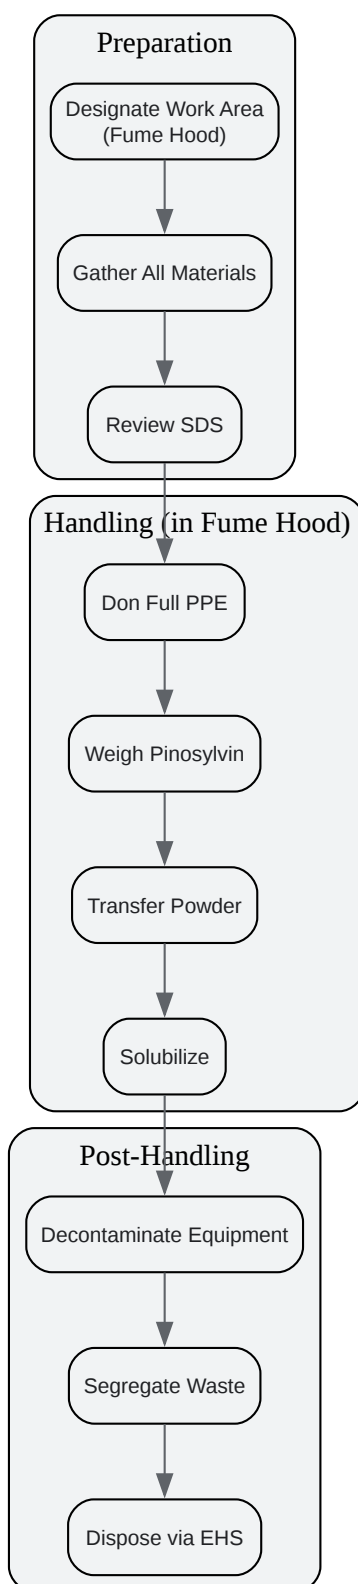 Preparation
Designate Work Area
(Fume Hood)
Gather All Materials
Review SDS
Handling (in Fume Hood)
Don Full PPE
Weigh Pinosylvin
Transfer Powder
Solubilize
Post-Handling
Decontaminate Equipment
Segregate Waste
Dispose via EHS